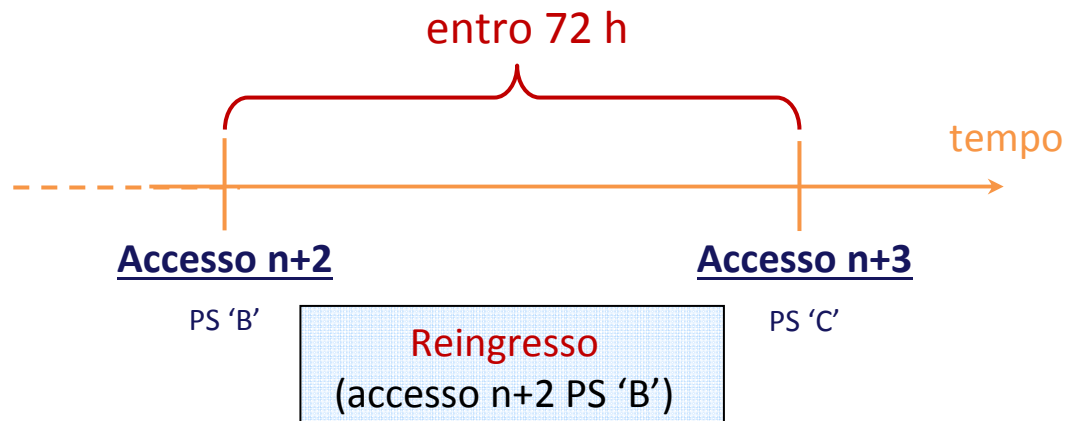 entro 72 h
tempo
Accesso n+2
Accesso n+3
PS ‘B’
PS ‘C’
Reingresso
(accesso n+2 PS ‘B’)